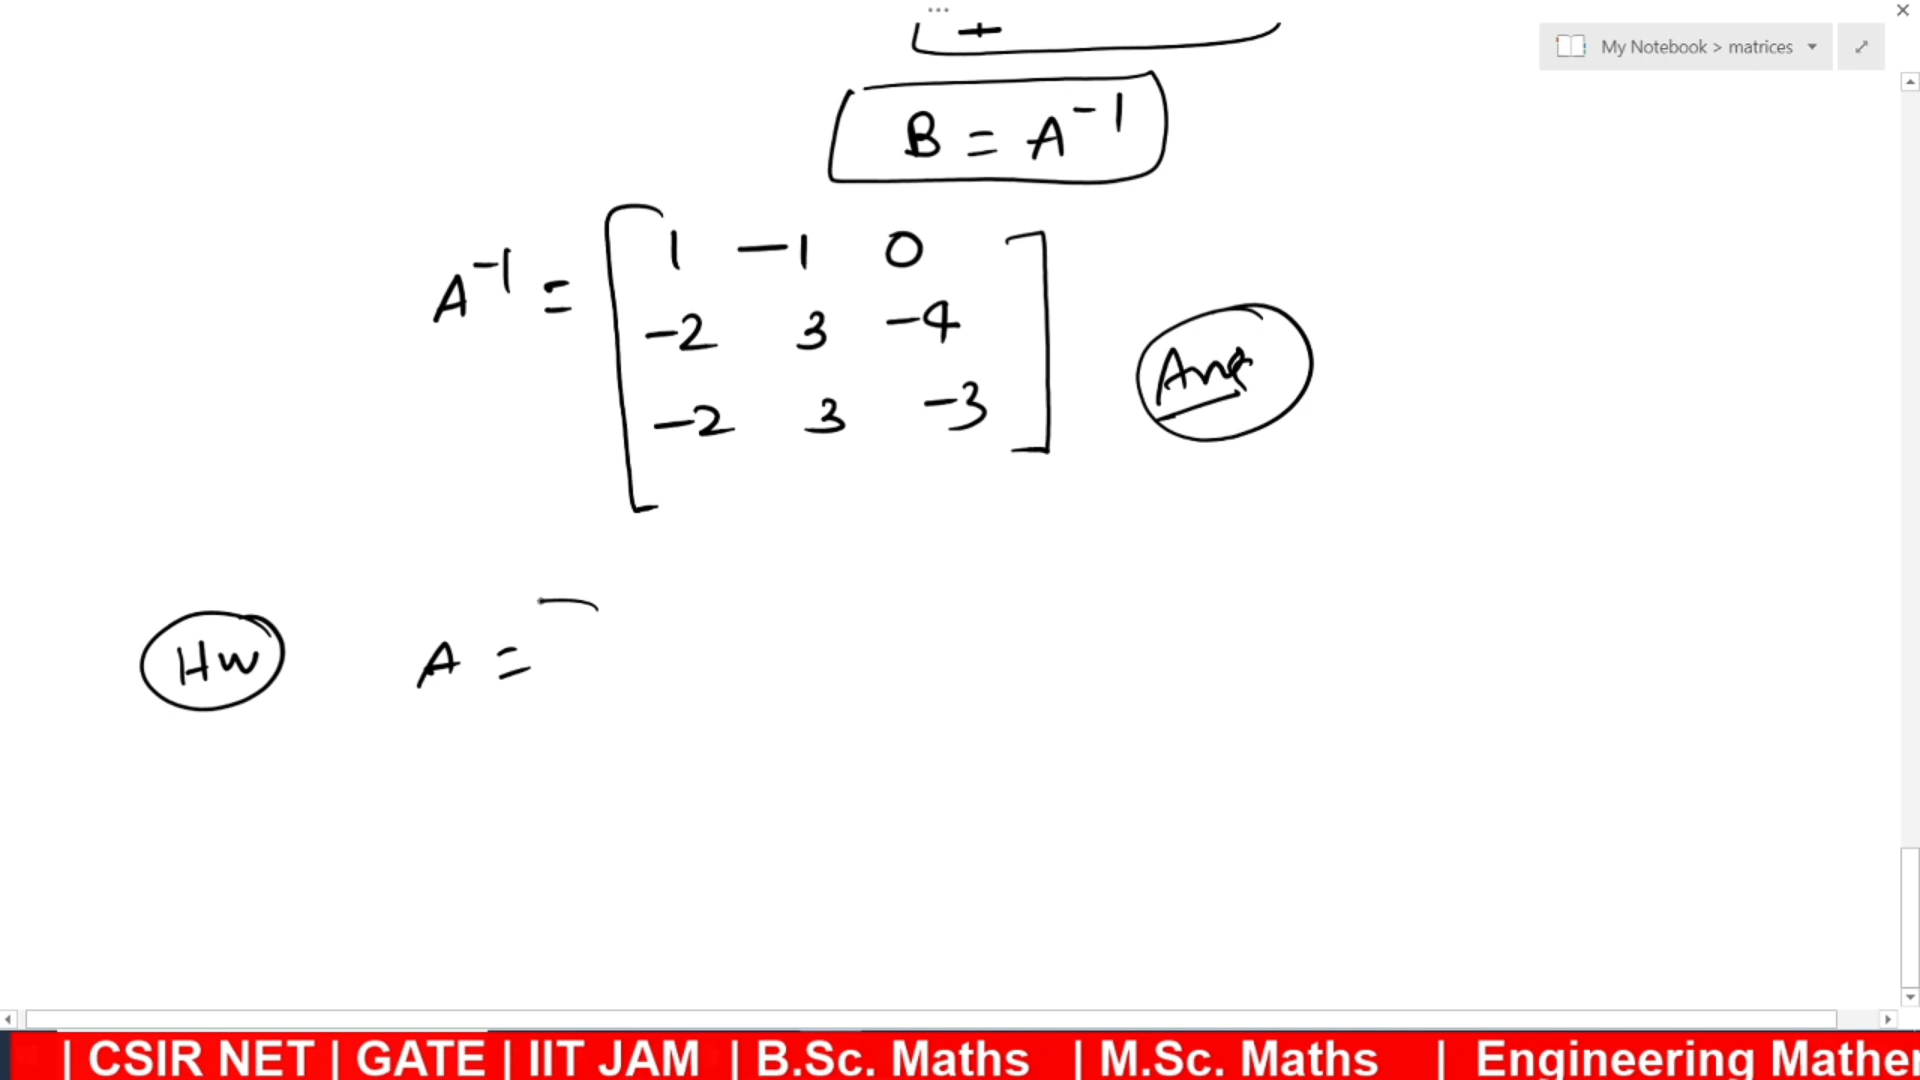 My Notebook > matrices
B = A⁻¹
A⁻¹ =
1 -1 0
-2 3 -4
-2 3 -3
Ans
HW
A =
| CSIR NET | GATE | IIT JAM | B.Sc. Maths | M.Sc. Maths | Engineering Mather